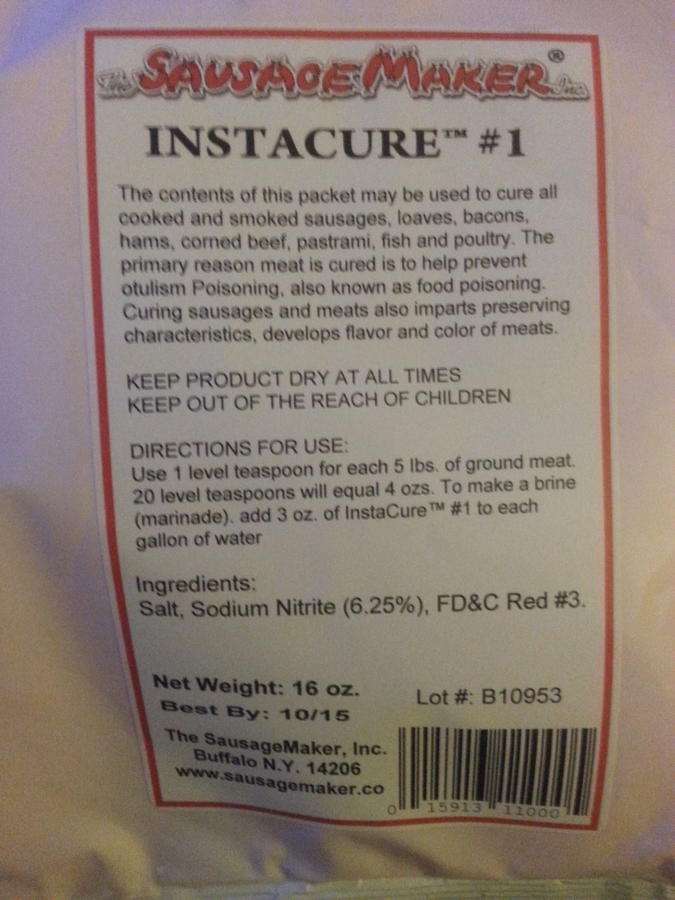 The SAUSAGE MAKER® Inc.
INSTACURE™ #1
The contents of this packet may be used to cure all
cooked and smoked sausages, loaves, bacons,
hams, corned beef, pastrami, fish and poultry. The
primary reason meat is cured is to help prevent
otulism Poisoning, also known as food poisoning.
Curing sausages and meats also imparts preserving
characteristics, develops flavor and color of meats.
KEEP PRODUCT DRY AT ALL TIMES
KEEP OUT OF THE REACH OF CHILDREN
DIRECTIONS FOR USE:
Use 1 level teaspoon for each 5 lbs. of ground meat.
20 level teaspoons will equal 4 ozs. To make a brine
(marinade). add 3 oz. of InstaCure™ #1 to each
gallon of water
Ingredients:
Salt, Sodium Nitrite (6.25%), FD&C Red #3.
Net Weight: 16 oz.
Best By: 10/15
Lot #: B10953
The SausageMaker, Inc.
Buffalo N.Y. 14206
www.sausagemaker.co
0 15913 11000